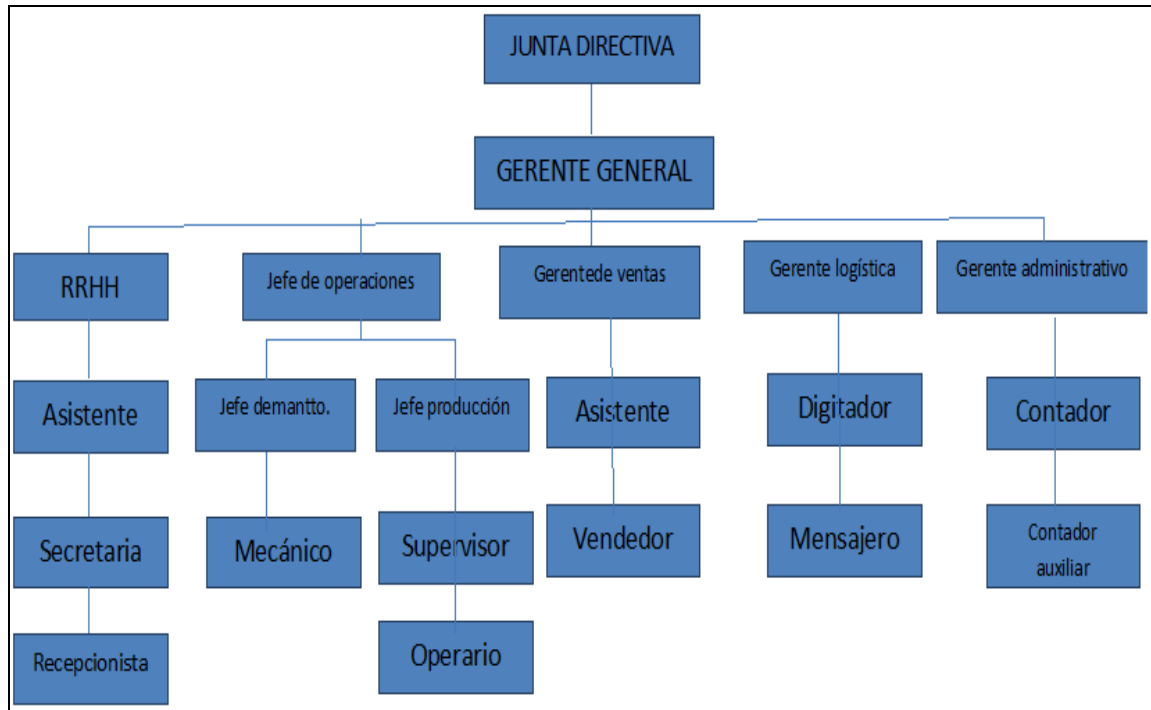 JUNTA DIRECTIVA
GERENTE GENERAL
RRHH
Jefe de operaciones
Gerentede ventas
Gerente logística
Gerente administrativo
Asistente
Jefe demantto.
Jefe producción
Asistente
Digitador
Contador
Secretaria
Mecánico
Supervisor
Vendedor
Mensajero
Contador
auxiliar
Recepcionista
Operario